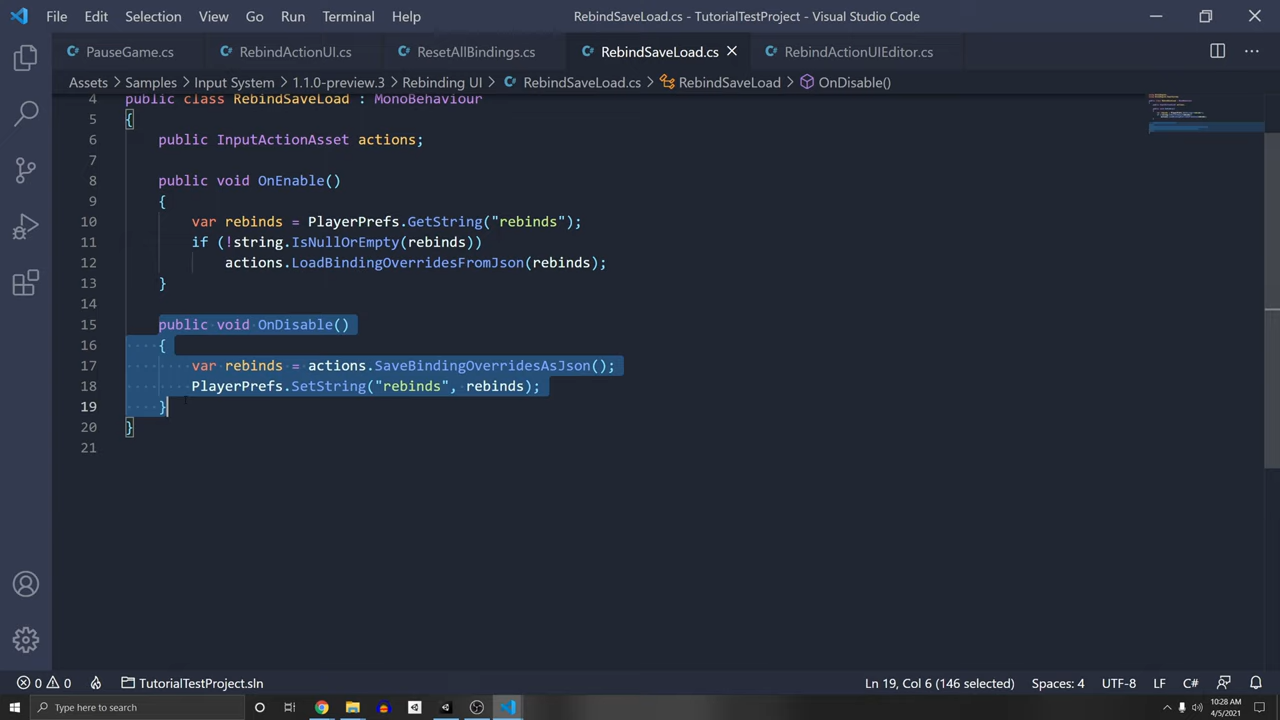 File Edit Selection View Go Run Terminal Help RebindSaveLoad.cs - TutorialTestProject - Visual Studio Code
PauseGame.cs RebindActionUI.cs ResetAllBindings.cs RebindSaveLoad.cs RebindActionUIEditor.cs
Assets > Samples > Input System > 1.1.0-preview.3 > Rebinding UI > RebindSaveLoad.cs > RebindSaveLoad > OnDisable()
4 public class RebindSaveLoad : MonoBehaviour
5 {
6 public InputActionAsset actions;
7
8 public void OnEnable()
9 {
10 var rebinds = PlayerPrefs.GetString("rebinds");
11 if (!string.IsNullOrEmpty(rebinds))
12 actions.LoadBindingOverridesFromJson(rebinds);
13 }
14
15 public void OnDisable()
16 {
17 var rebinds = actions.SaveBindingOverridesAsJson();
18 PlayerPrefs.SetString("rebinds", rebinds);
19 }
20 }
21
0 0 TutorialTestProject.sln Ln 19, Col 6 (146 selected) Spaces: 4 UTF-8 LF C#
Type here to search 10:28 AM
4/5/2021